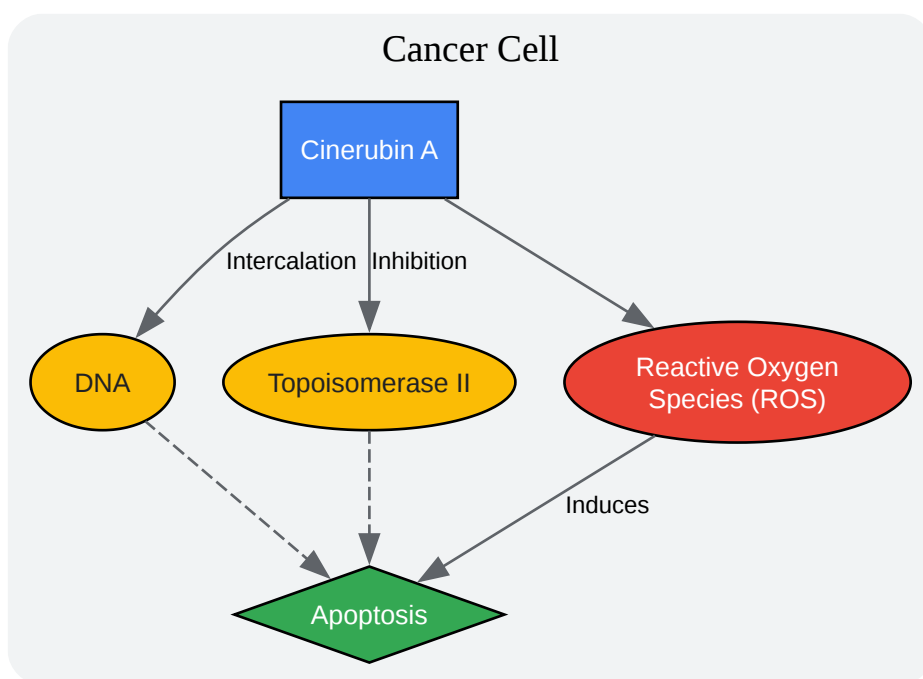 Cancer Cell
Cinerubin A
Intercalation
Inhibition
DNA
Topoisomerase II
Reactive Oxygen
Species (ROS)
Induces
Apoptosis